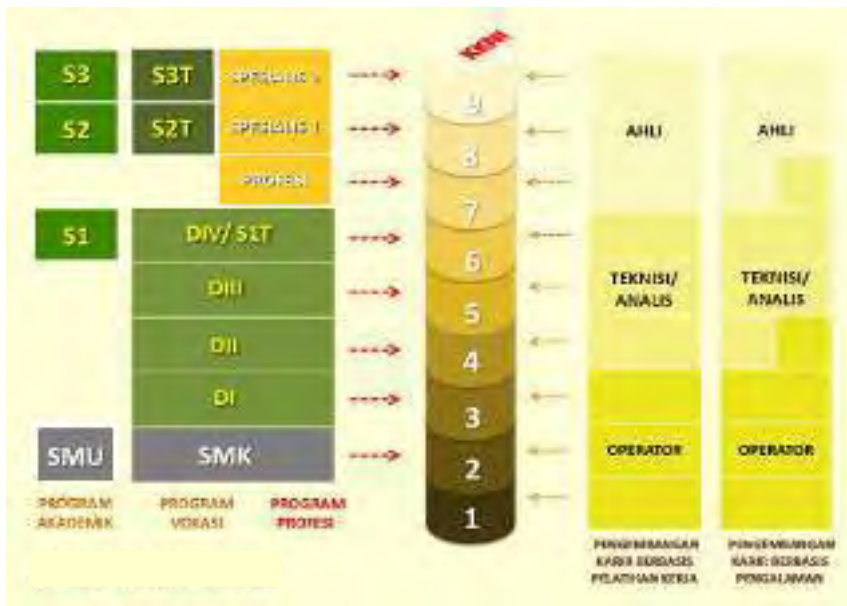 KKNI
S3
S3T
SPESIALIS 2
S2
S2T
SPESIALIS 1
PROFESI
S1
DIV/ S1T
DIII
DII
DI
SMU
SMK
PROGRAM
AKADEMIK
PROGRAM
VOKASI
PROGRAM
PROFESI
9
8
7
6
5
4
3
2
1
AHLI
TEKNISI/
ANALIS
OPERATOR
PENGEMBANGAN
KARIR BERBASIS
PELATIHAN KERJA
AHLI
TEKNISI/
ANALIS
OPERATOR
PENGEMBANGAN
KARIR BERBASIS
PENGALAMAN